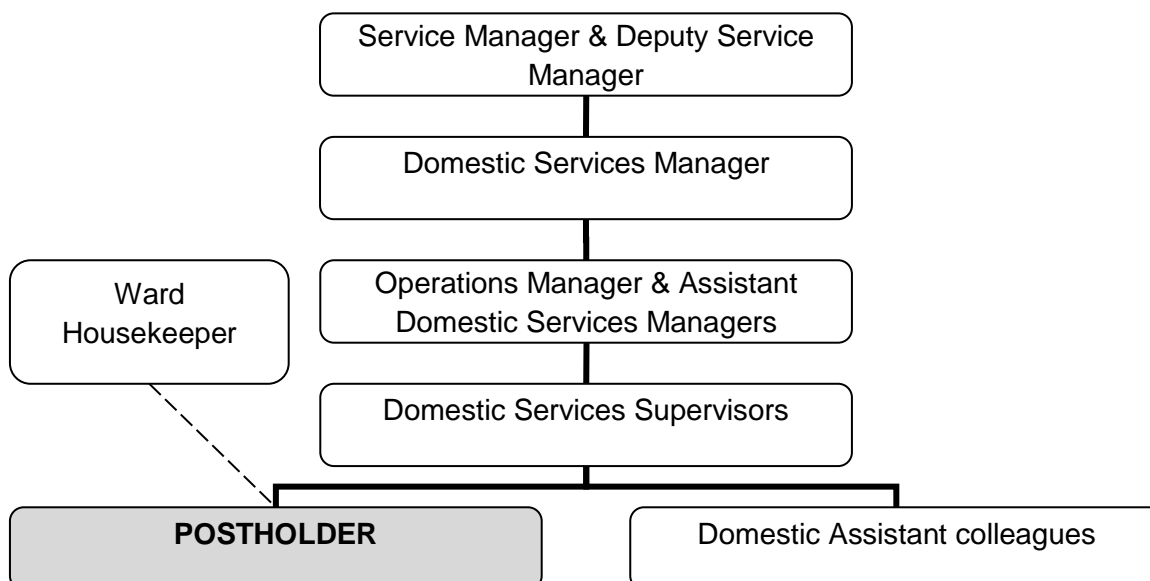 Service Manager & Deputy Service
Manager
Domestic Services Manager
Operations Manager & Assistant
Domestic Services Managers
Ward
Housekeeper
Domestic Services Supervisors
POSTHOLDER
Domestic Assistant colleagues